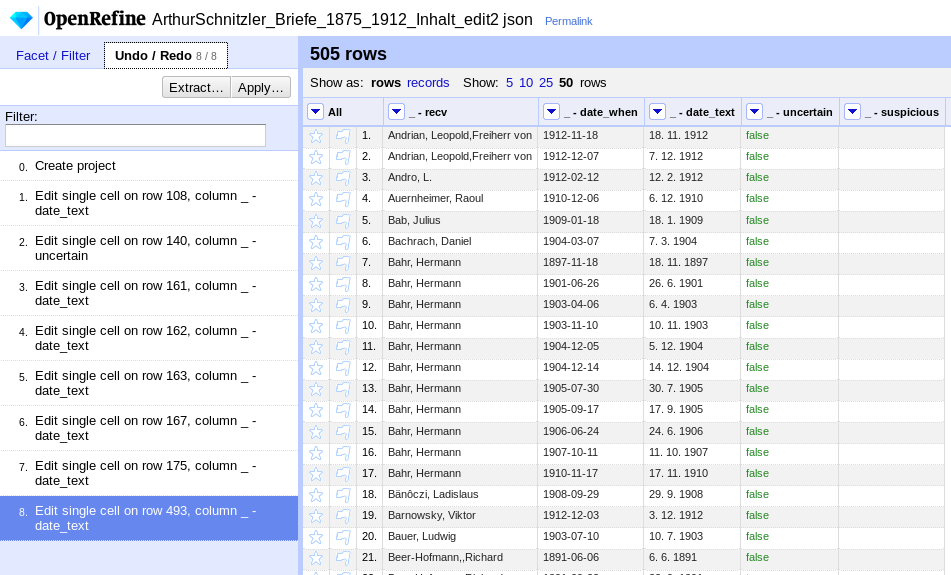 OpenRefine ArthurSchnitzler_Briefe_1875_1912_Inhalt_edit2 json Permalink
Facet / Filter Undo / Redo 8 / 8
Extract… Apply…
Filter:
0. Create project
1. Edit single cell on row 108, column _ -
date_text
2. Edit single cell on row 140, column _ -
uncertain
3. Edit single cell on row 161, column _ -
date_text
4. Edit single cell on row 162, column _ -
date_text
5. Edit single cell on row 163, column _ -
date_text
6. Edit single cell on row 167, column _ -
date_text
7. Edit single cell on row 175, column _ -
date_text
8. Edit single cell on row 493, column _ -
date_text
505 rows
Show as: rows records Show: 5 10 25 50 rows
All _ - recv _ - date_when _ - date_text _ - uncertain _ - suspicious
1. Andrian, Leopold,Freiherr von 1912-11-18 18. 11. 1912 false
2. Andrian, Leopold,Freiherr von 1912-12-07 7. 12. 1912 false
3. Andro, L. 1912-02-12 12. 2. 1912 false
4. Auernheimer, Raoul 1910-12-06 6. 12. 1910 false
5. Bab, Julius 1909-01-18 18. 1. 1909 false
6. Bachrach, Daniel 1904-03-07 7. 3. 1904 false
7. Bahr, Hermann 1897-11-18 18. 11. 1897 false
8. Bahr, Hermann 1901-06-26 26. 6. 1901 false
9. Bahr, Hermann 1903-04-06 6. 4. 1903 false
10. Bahr, Hermann 1903-11-10 10. 11. 1903 false
11. Bahr, Hermann 1904-12-05 5. 12. 1904 false
12. Bahr, Hermann 1904-12-14 14. 12. 1904 false
13. Bahr, Hermann 1905-07-30 30. 7. 1905 false
14. Bahr, Hermann 1905-09-17 17. 9. 1905 false
15. Bahr, Hermann 1906-06-24 24. 6. 1906 false
16. Bahr, Hermann 1907-10-11 11. 10. 1907 false
17. Bahr, Hermann 1910-11-17 17. 11. 1910 false
18. Bänôczi, Ladislaus 1908-09-29 29. 9. 1908 false
19. Barnowsky, Viktor 1912-12-03 3. 12. 1912 false
20. Bauer, Ludwig 1903-07-10 10. 7. 1903 false
21. Beer-Hofmann,,Richard 1891-06-06 6. 6. 1891 false